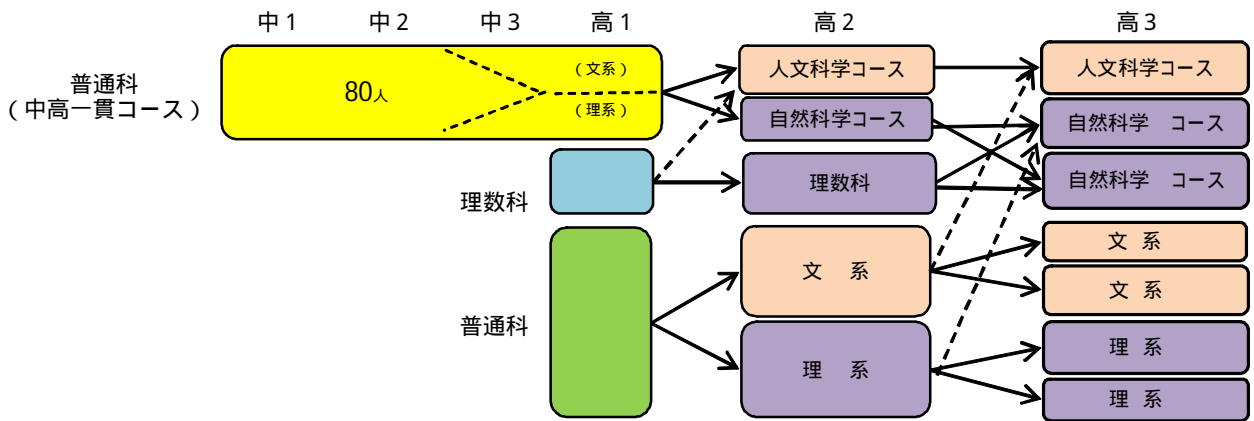 中1 中2 中3 高1 高2 高3
普通科
(中高一貫コース)
80人
(文系)
(理系)
人文科学コース
自然科学コース
人文科学コース
自然科学 コース
自然科学 コース
理数科
理数科
普通科
文 系
理 系
文 系
文 系
理 系
理 系